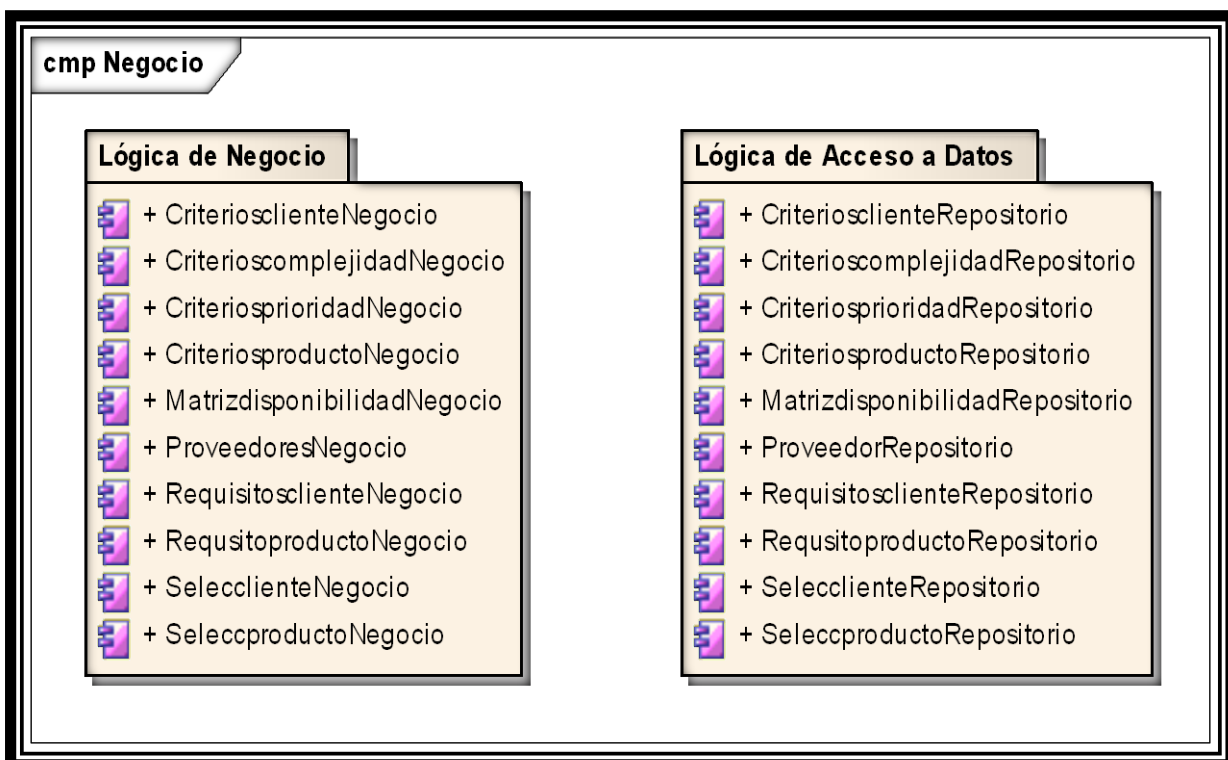 cmp Negocio
Lógica de Negocio
+ CriteriosclienteNegocio
+ CriterioscomplejidadNegocio
+ CriteriosprioridadNegocio
+ CriteriosproductoNegocio
+ MatrizdisponibilidadNegocio
+ ProveedoresNegocio
+ RequisitosclienteNegocio
+ RequsitoproductoNegocio
+ SelecclienteNegocio
+ SeleccproductoNegocio
Lógica de Acceso a Datos
+ CriteriosclienteRepositorio
+ CriterioscomplejidadRepositorio
+ CriteriosprioridadRepositorio
+ CriteriosproductoRepositorio
+ MatrizdisponibilidadRepositorio
+ ProveedorRepositorio
+ RequisitosclienteRepositorio
+ RequsitoproductoRepositorio
+ SelecclienteRepositorio
+ SeleccproductoRepositorio